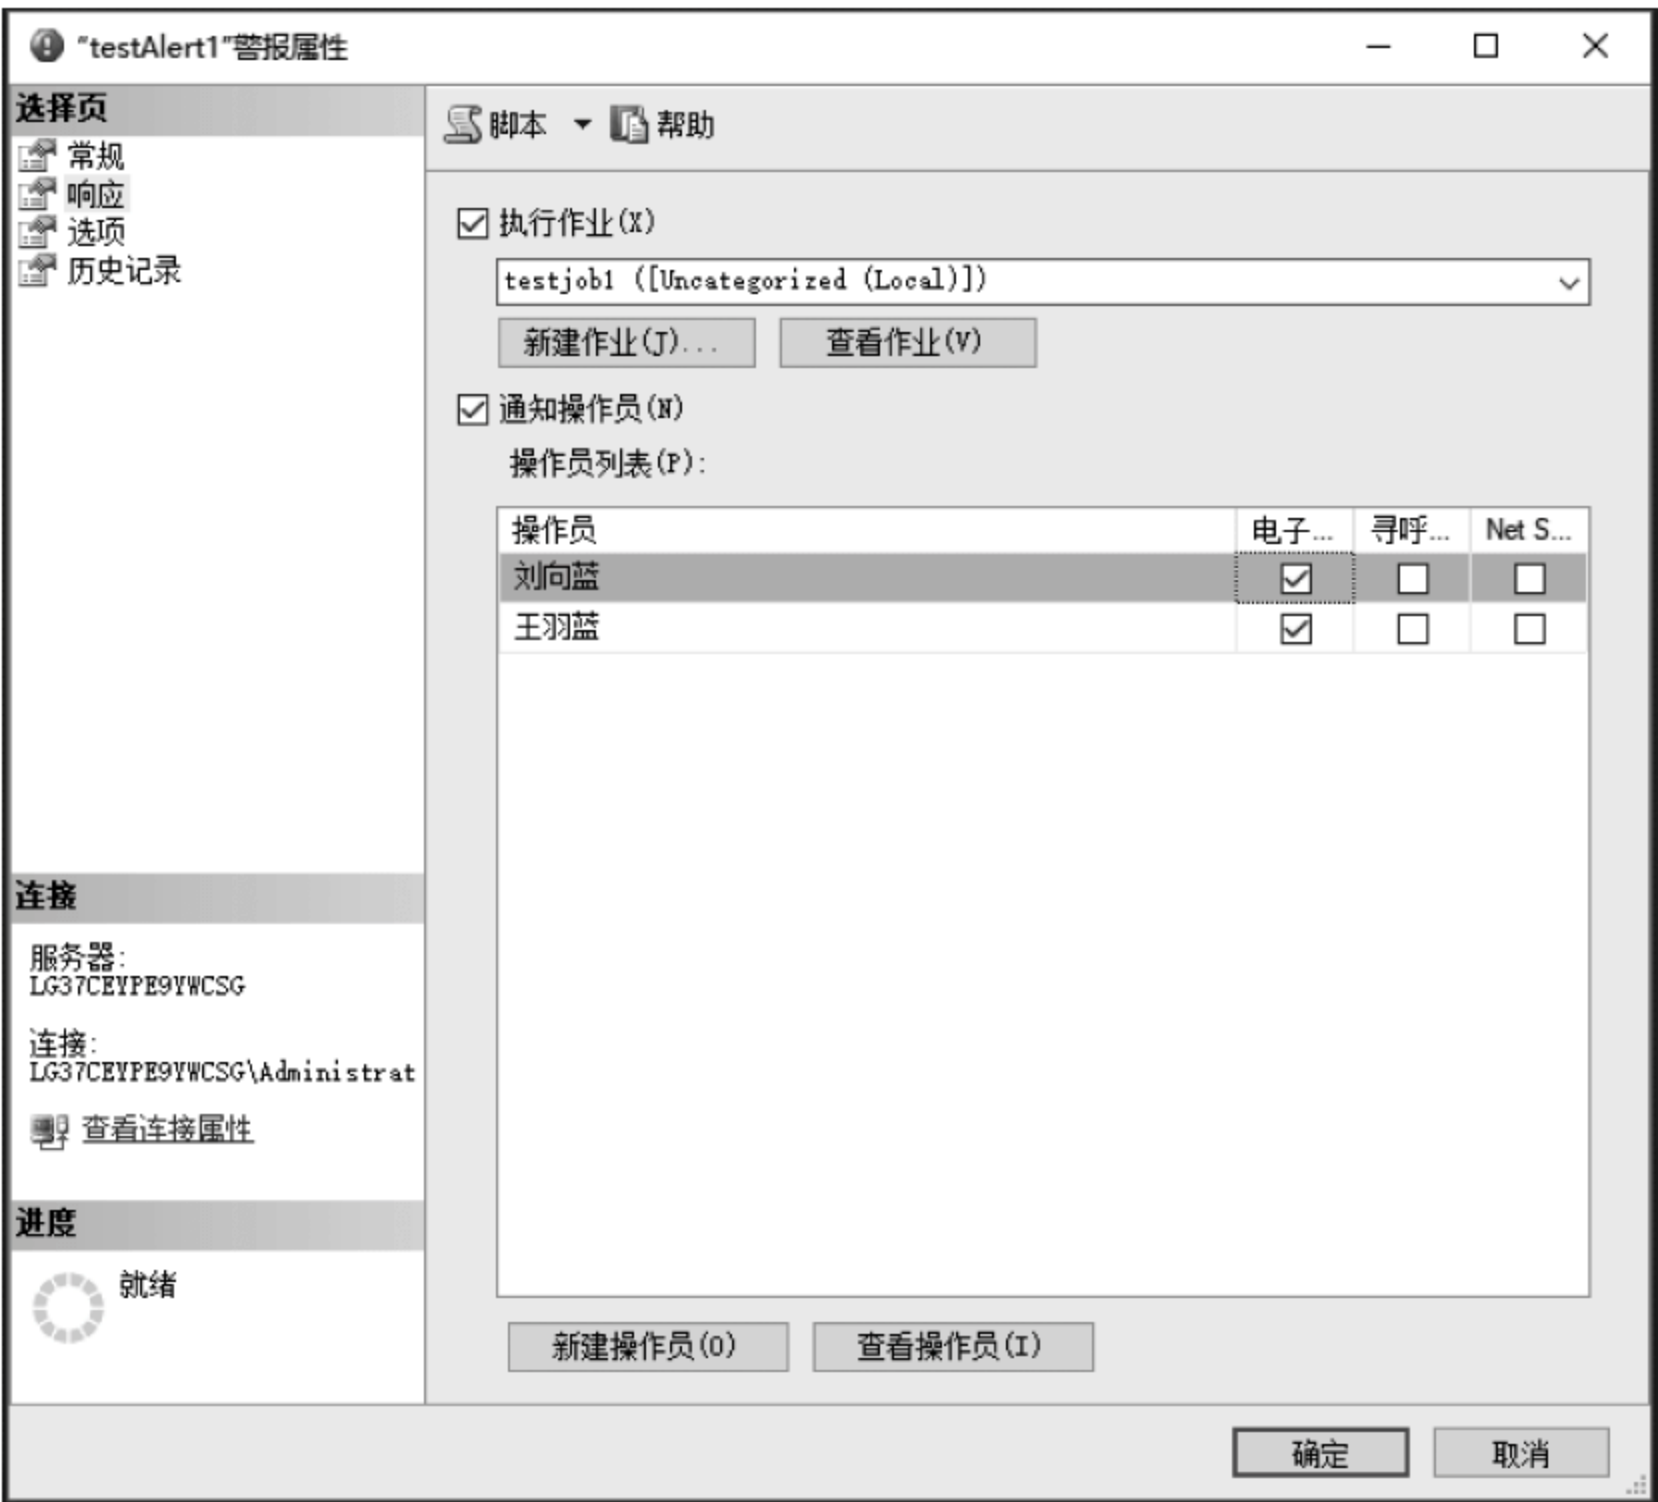 “testAlert1”警报属性
选择页
常规
响应
选项
历史记录
脚本 帮助
执行作业(X)
testjob1 ([Uncategorized (Local)])
新建作业(J)... 查看作业(V)
通知操作员(N)
操作员列表(P):
操作员 电子... 寻呼... Net S...
刘向蓝
王羽蓝
新建操作员(O) 查看操作员(I)
连接
服务器:
LG37CEYPE9YWCSG
连接:
LG37CEYPE9YWCSG\Administrat
查看连接属性
进度
就绪
确定 取消